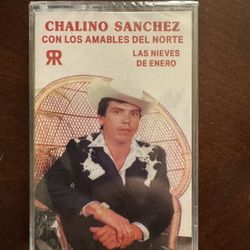 CHALINO SANCHEZ
CON LOS AMABLES DEL NORTE
RR
LAS NIEVES
DE ENERO